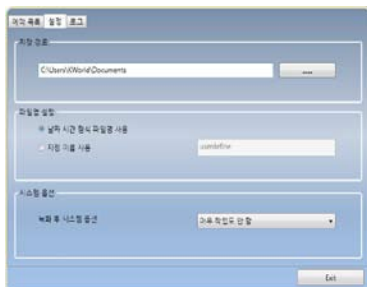 예약 목록 설정 로그
저장 경로
C:\Users\KWorld\Documents
....
파일명 설정
날짜 시간 형식 파일명 사용
지정 이름 사용
userdefine
시스템 옵션
녹화 후 시스템 옵션
아무 작업도 안 함
Exit